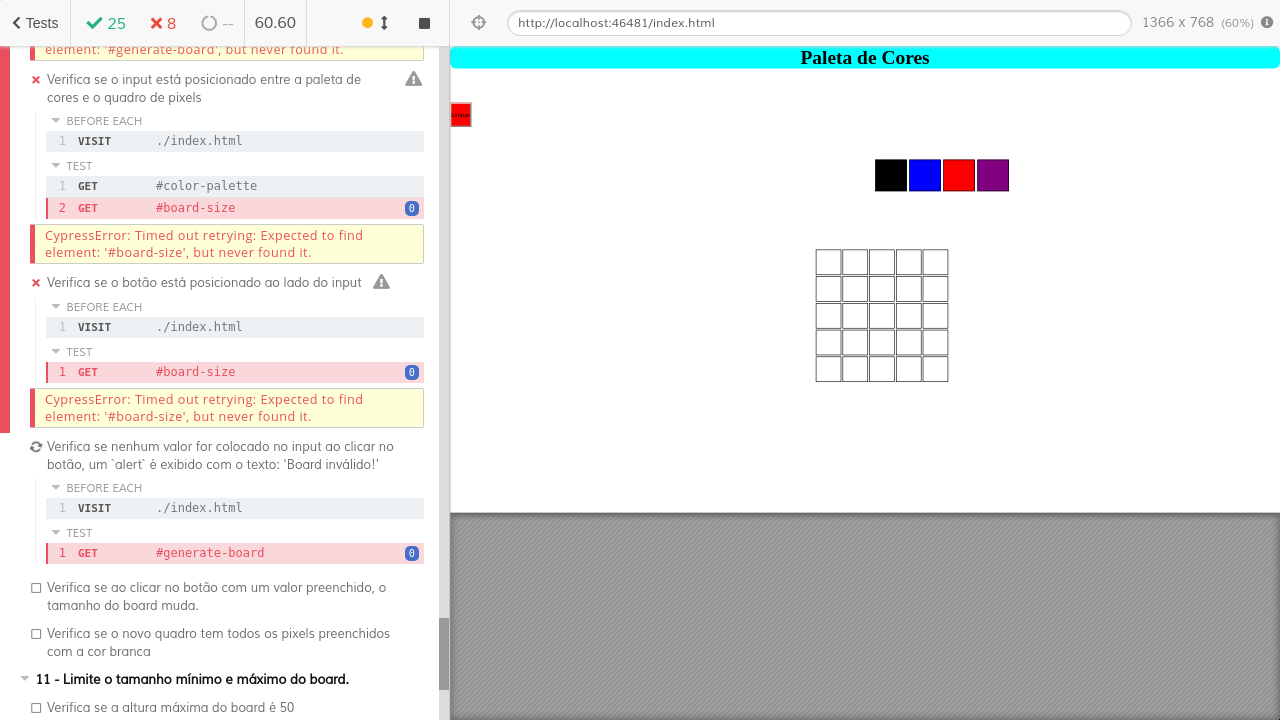 Tests 25 8 -- 60.60
http://localhost:46481/index.html 1366 x 768 (60%)
element: '#generate-board', but never found it.
Verifica se o input está posicionado entre a paleta de
cores e o quadro de pixels
BEFORE EACH
1 VISIT ./index.html
TEST
1 GET #color-palette
2 GET #board-size 0
CypressError: Timed out retrying: Expected to find
element: '#board-size', but never found it.
Verifica se o botão está posicionado ao lado do input
BEFORE EACH
1 VISIT ./index.html
TEST
1 GET #board-size 0
CypressError: Timed out retrying: Expected to find
element: '#board-size', but never found it.
Verifica se nenhum valor for colocado no input ao clicar no
botão, um `alert` é exibido com o texto: 'Board inválido!'
BEFORE EACH
1 VISIT ./index.html
TEST
1 GET #generate-board 0
Verifica se ao clicar no botão com um valor preenchido, o
tamanho do board muda.
Verifica se o novo quadro tem todos os pixels preenchidos
com a cor branca
11 - Limite o tamanho mínimo e máximo do board.
Verifica se a altura máxima do board é 50
Paleta de Cores